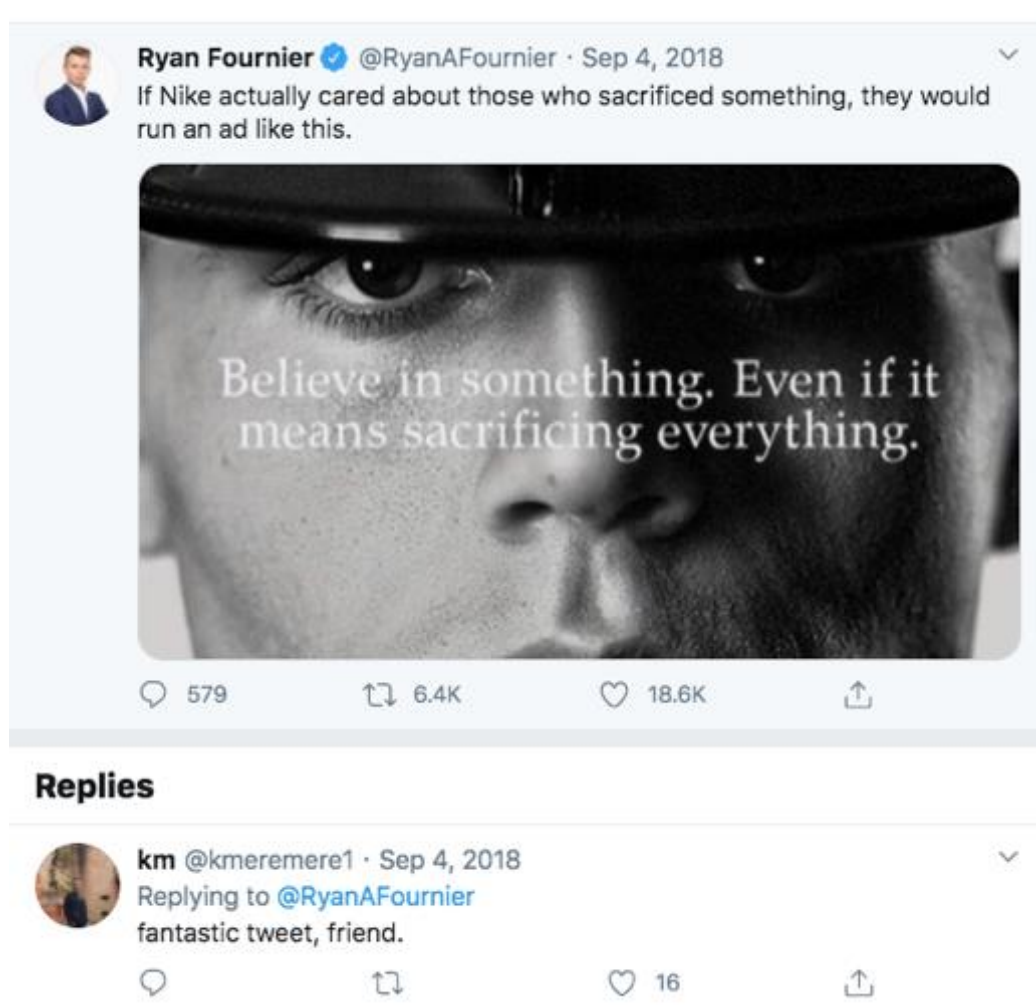 Ryan Fournier @RyanAFournier · Sep 4, 2018
If Nike actually cared about those who sacrificed something, they would
run an ad like this.
Believe in something. Even if it
means sacrificing everything.
579 6.4K 18.6K
Replies
km @kmeremere1 · Sep 4, 2018
Replying to @RyanAFournier
fantastic tweet, friend.
16